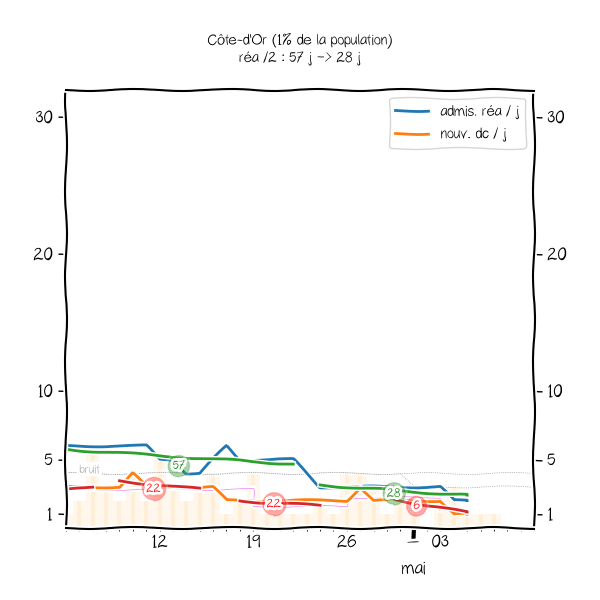 Côte-d'Or (1% de la population)
réa /2 : 57 j -> 28 j
admis. réa / j
nouv. dc / j
30 30
20 20
10 10
5 5
1 1
bruit
57
22
22
28
6
12 19 26 1 03
mai